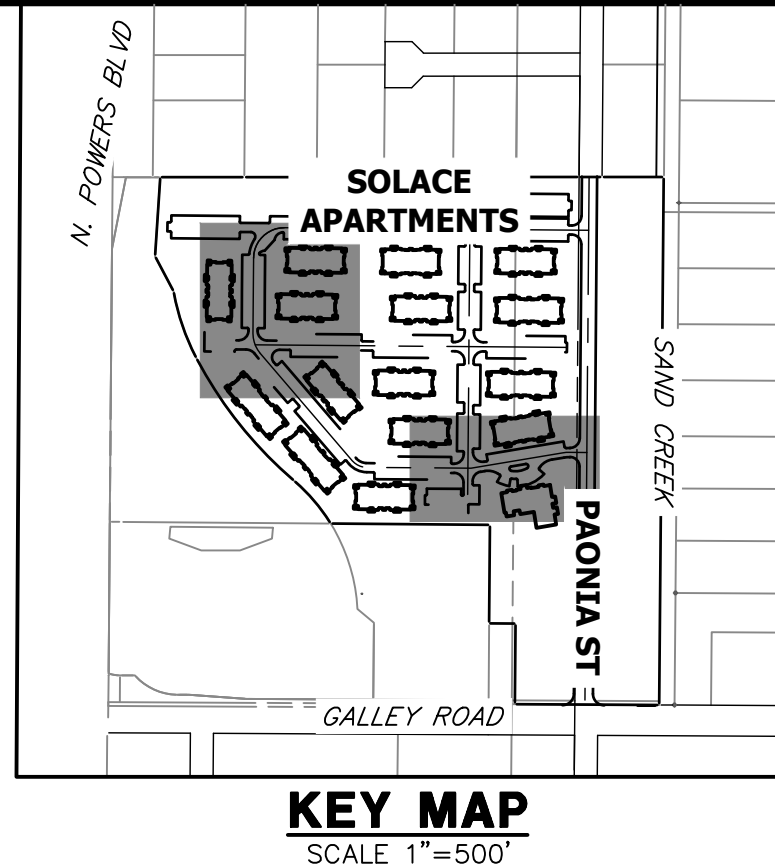 N. POWERS BLVD
SOLACE
APARTMENTS
SAND CREEK
PAONIA ST
GALLEY ROAD
KEY MAP
SCALE 1"=500'